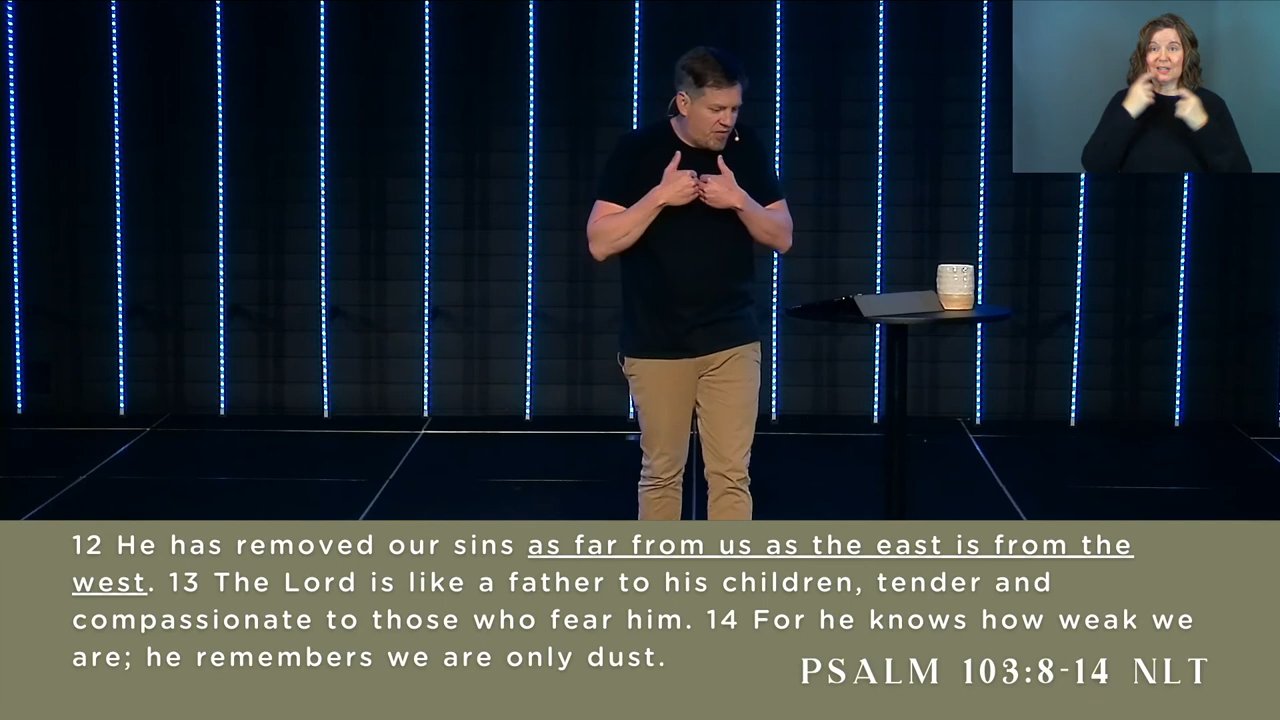 12 He has removed our sins as far from us as the east is from the
west. 13 The Lord is like a father to his children, tender and
compassionate to those who fear him. 14 For he knows how weak we
are; he remembers we are only dust.
PSALM 103:8-14 NLT